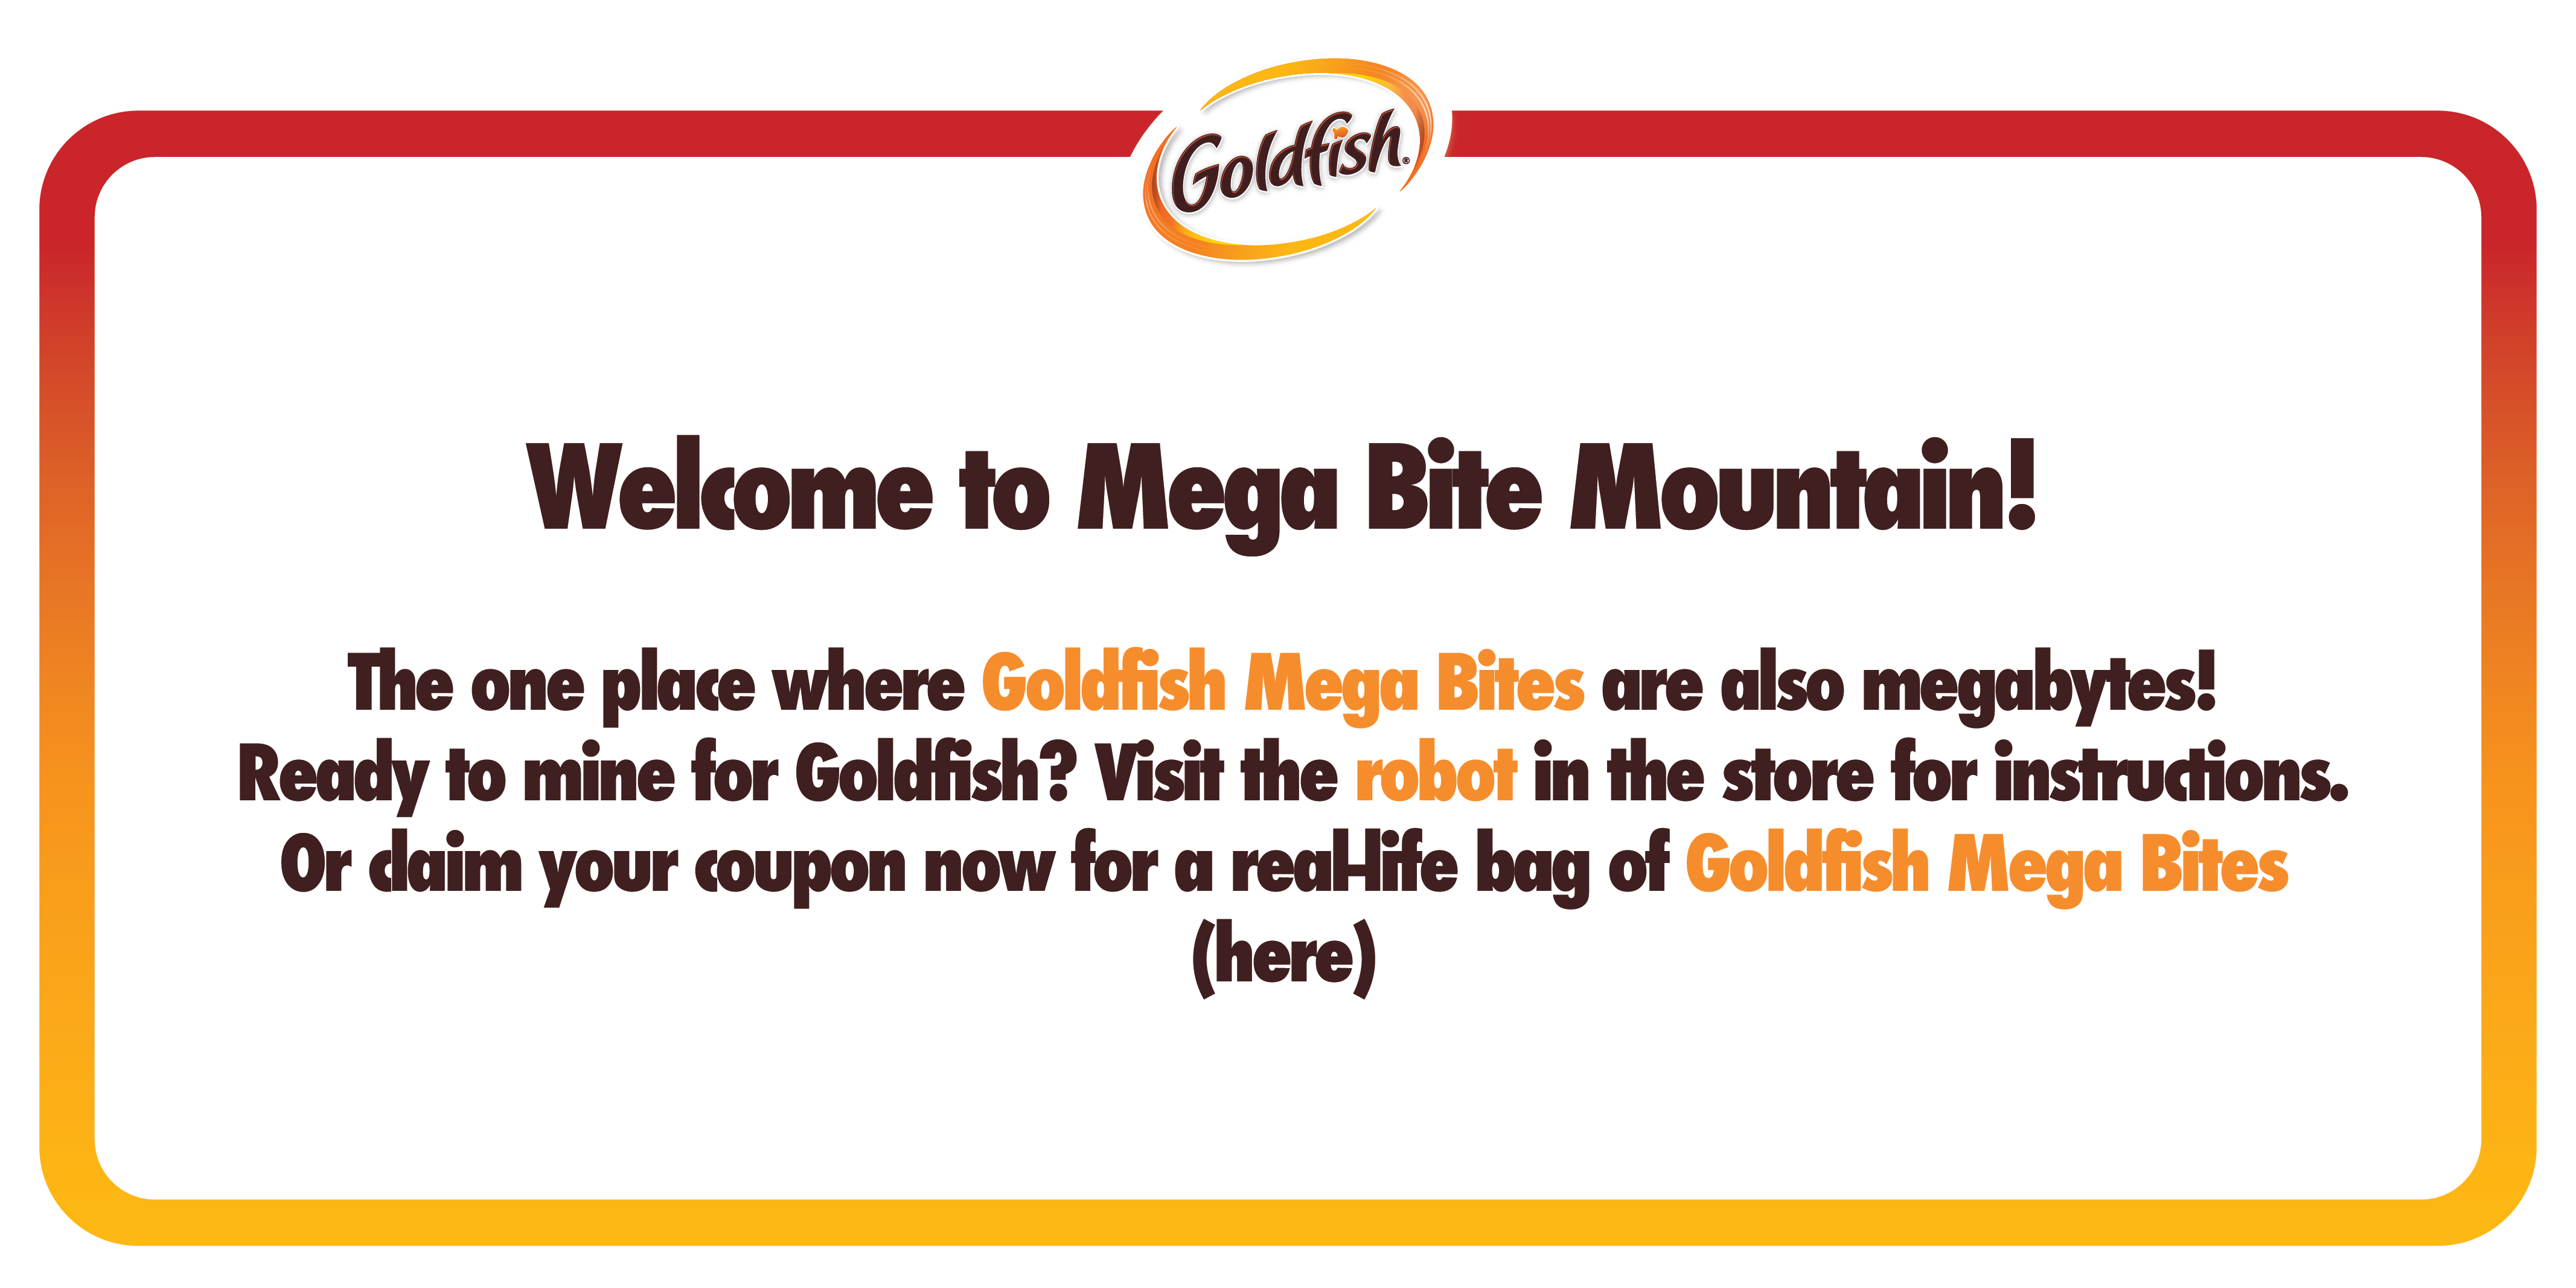 Goldfish®
Welcome to Mega Bite Mountain!
The one place where Goldfish Mega Bites are also megabytes!
Ready to mine for Goldfish? Visit the robot in the store for instructions.
Or claim your coupon now for a real-life bag of Goldfish Mega Bites
(here)